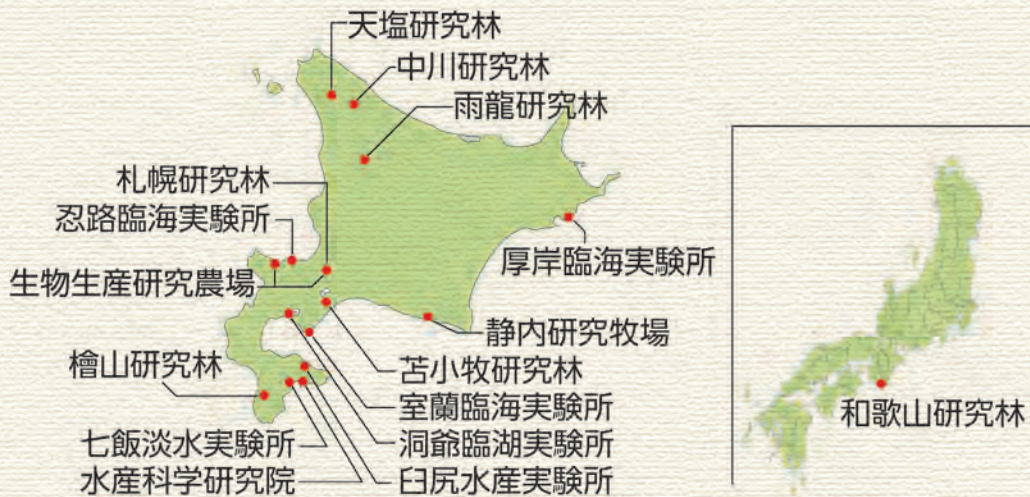 天塩研究林
中川研究林
雨龍研究林
札幌研究林
忍路臨海実験所
生物生産研究農場
厚岸臨海実験所
静内研究牧場
檜山研究林
苫小牧研究林
室蘭臨海実験所
七飯淡水実験所
洞爺臨湖実験所
水産科学研究院
臼尻水産実験所
和歌山研究林